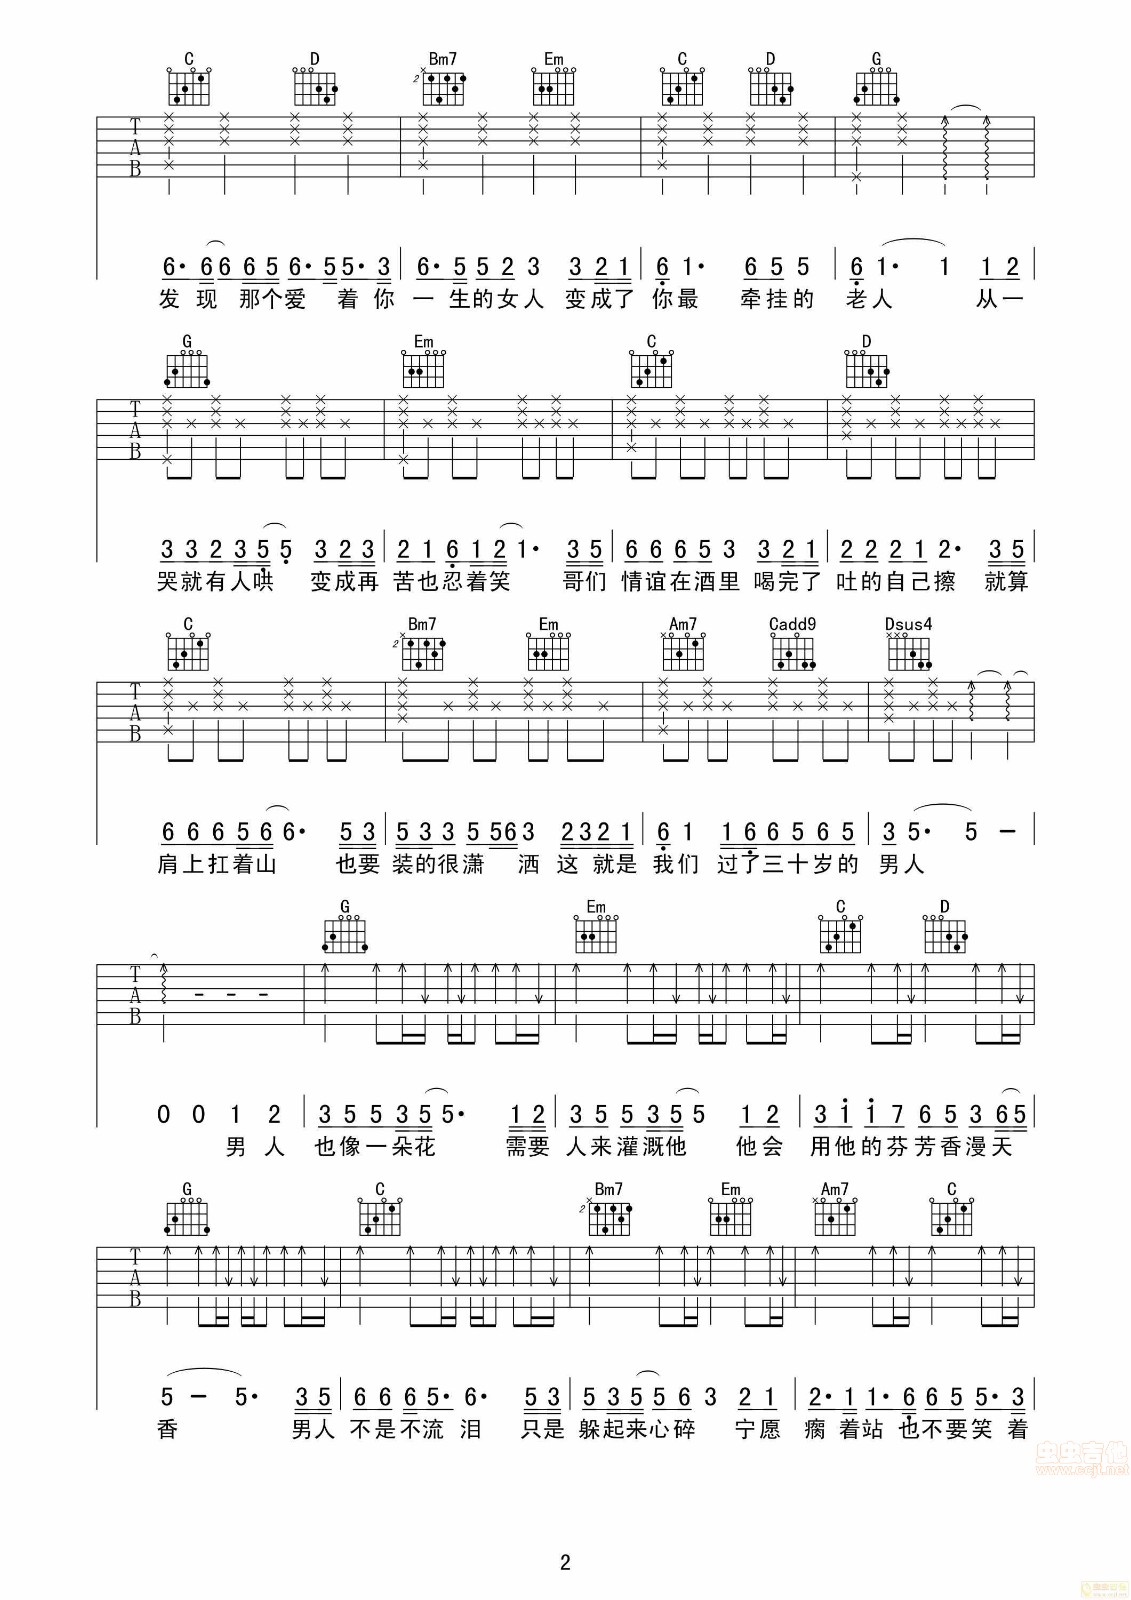 C D Bm7 Em C D G
2
T
A
B
6· 6 6 6 5 6· 5 5· 3 6· 5 5 2 3 3 2 1 6 1· 6 5 5 6 1· 1 1 2
发现 那个爱 着你 一生的女人 变成了 你最 牵挂的 老人 从一
G Em C D
3 3 2 3 5 5 3 2 3 2 1 6 1 2 1· 3 5 6 6 6 5 3 3 2 1 2 2 2 1 2· 3 5
哭就有人哄 变成再 苦也忍着笑 哥们 情谊在酒里 喝完了 吐的自己擦 就算
C Bm7 Em Am7 Cadd9 Dsus4
2
T
A
B
6 6 6 5 6 6· 5 3 5 3 3 5 5 6 3 2 3 2 1 6 1 1 6 6 5 6 5 3 5· 5 —
肩上扛着山 也要 装的很潇 洒 这 就是 我们 过了三十岁的 男人
G Em C D
T
A
B
0 0 1 2 3 5 5 3 5 5· 1 2 3 5 5 3 5 5 1 2 3 1 1 7 6 5 3 6 5
男人 也像一朵花 需要 人来灌溉他 他会 用他的芬芳香漫天
G C Bm7 Em Am7 C
2
T
A
B
5 — 5· 3 5 6 6 6 5· 6· 5 3 5 3 5 5 6 3 2 1 2· 1 1· 6 6 5 5· 3
香 男人 不是不流 泪 只是 躲起来心碎 宁愿 瘸着站也不要笑着
虫虫吉他
www.ccjt.net
2